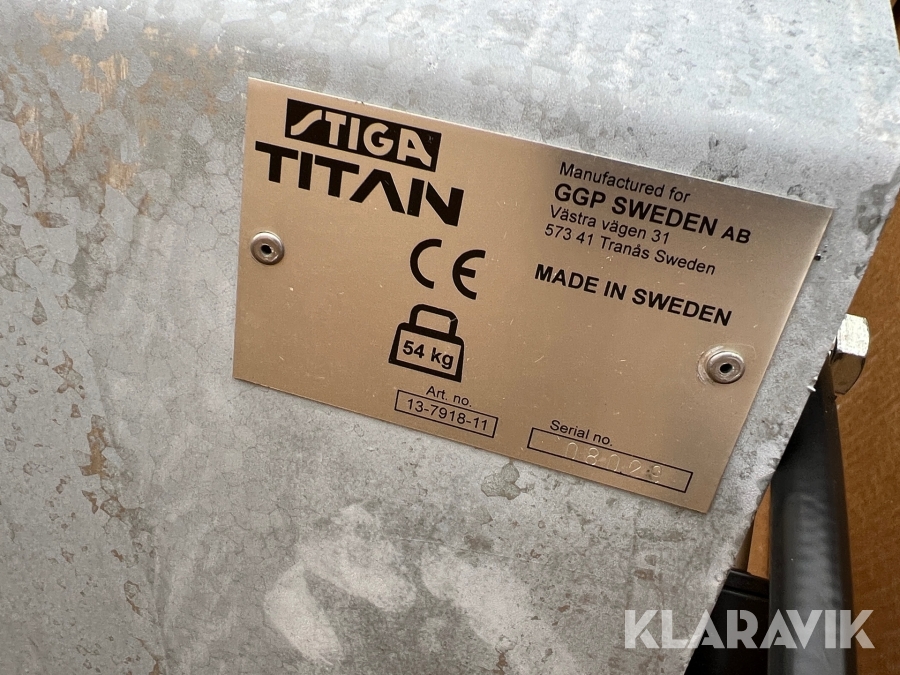 STIGA
TITAN
CE
54 kg
Art. no.
13-7918-11
Manufactured for
GGP SWEDEN AB
Västra vägen 31
573 41 Tranås Sweden
MADE IN SWEDEN
Serial no.
KLARAVIK